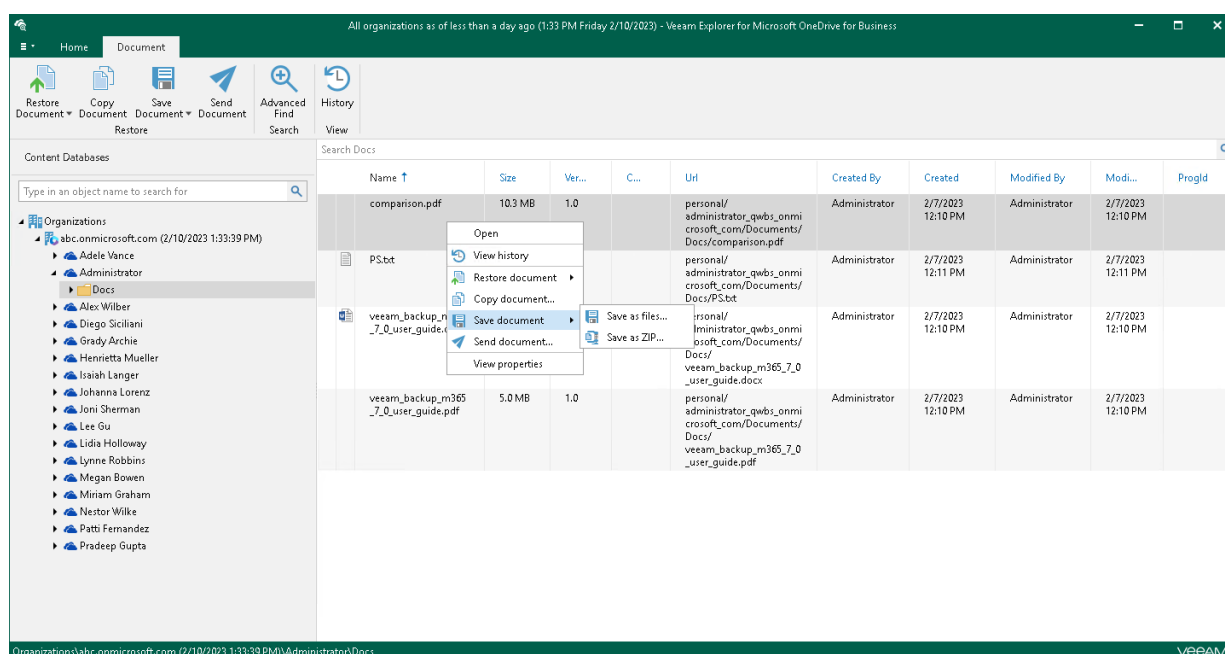 All organizations as of less than a day ago (1:33 PM Friday 2/10/2023) - Veeam Explorer for Microsoft OneDrive for Business
Home Document
Restore Document
Copy Document
Save Document
Send Document
Advanced Find
History
Restore Search View
Content Databases
Search Docs
Type in an object name to search for
Name Size Ver... C... Url Created By Created Modified By Modi... ProgId
Organizations
abc.onmicrosoft.com (2/10/2023 1:33:39 PM)
Adele Vance
Administrator
Docs
Alex Wilber
Diego Siciliani
Grady Archie
Henrietta Mueller
Isaiah Langer
Johanna Lorenz
Joni Sherman
Lee Gu
Lidia Holloway
Lynne Robbins
Megan Bowen
Miriam Graham
Nestor Wilke
Patti Fernandez
Pradeep Gupta
comparison.pdf 10.3 MB 1.0
personal/
administrator_qwbs_onmi
crosoft_com/Documents/
Docs/comparison.pdf
Administrator 2/7/2023 12:10 PM Administrator 2/7/2023 12:10 PM
PS.txt
personal/
administrator_qwbs_onmi
crosoft_com/Documents/
Docs/PS.txt
Administrator 2/7/2023 12:11 PM Administrator 2/7/2023 12:11 PM
veeam_backup_
_7_0_user_guide.
crosoft_com/Documents/
Docs/
veeam_backup_m365_7_0
_user_guide.docx
Administrator 2/7/2023 12:10 PM Administrator 2/7/2023 12:10 PM
veeam_backup_m365
_7_0_user_guide.pdf
5.0 MB 1.0
personal/
administrator_qwbs_onmi
crosoft_com/Documents/
Docs/
veeam_backup_m365_7_0
_user_guide.pdf
Administrator 2/7/2023 12:10 PM Administrator 2/7/2023 12:10 PM
Open
View history
Restore document
Copy document...
Save document
Send document...
View properties
Save as files...
Save as ZIP...
Organizations\abc.onmicrosoft.com (2/10/2023 1:33:39 PM)\Administrator\Docs
veeam